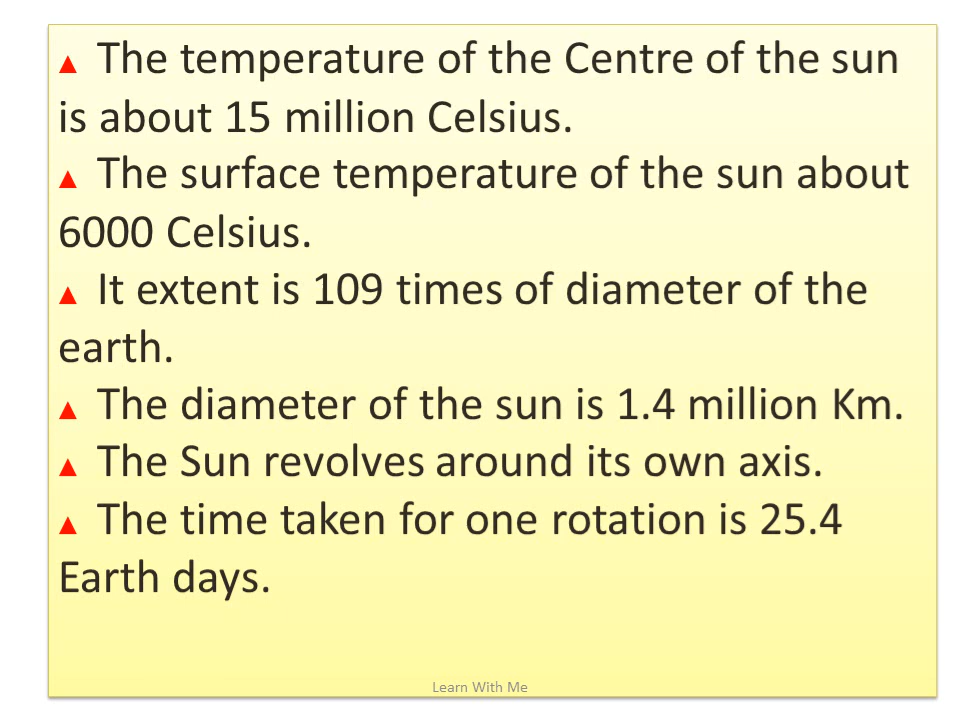 ▲ The temperature of the Centre of the sun
is about 15 million Celsius.
▲ The surface temperature of the sun about
6000 Celsius.
▲ It extent is 109 times of diameter of the
earth.
▲ The diameter of the sun is 1.4 million Km.
▲ The Sun revolves around its own axis.
▲ The time taken for one rotation is 25.4
Earth days.
Learn With Me